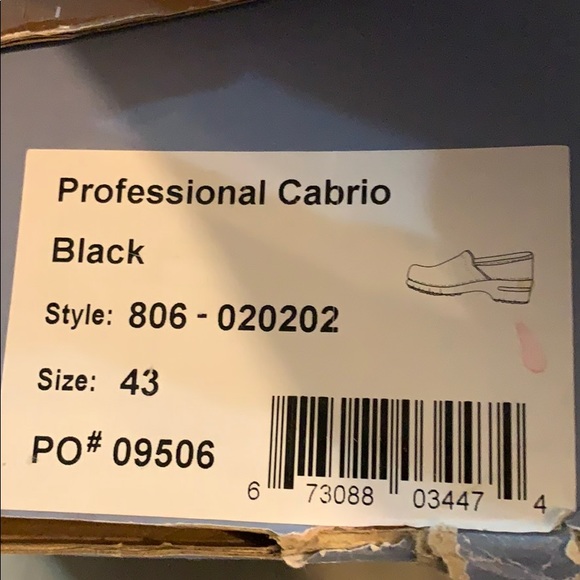 Professional Cabrio
Black
Style: 806 - 020202
Size: 43
PO# 09506
6 73088 03447 4